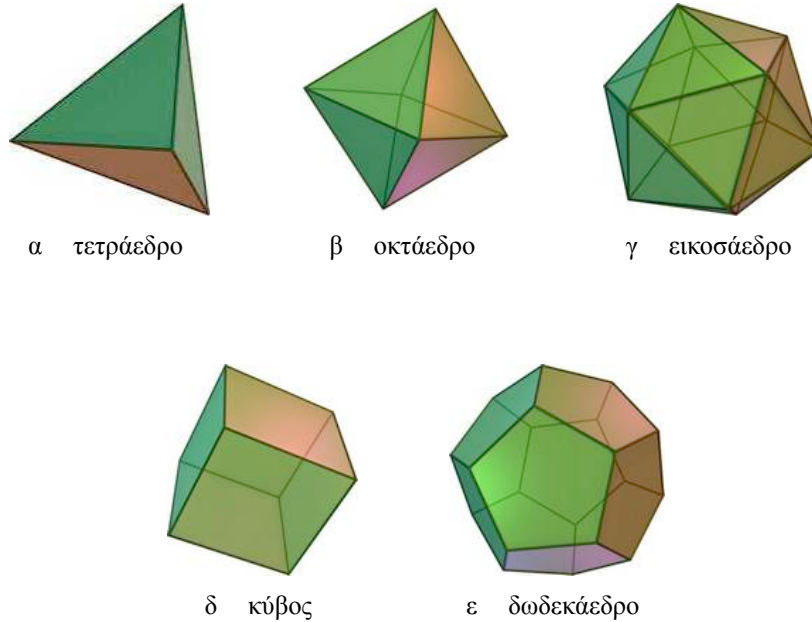 α τετράεδρο
β οκτάεδρο
γ εικοσάεδρο
δ κύβος
ε δωδεκάεδρο